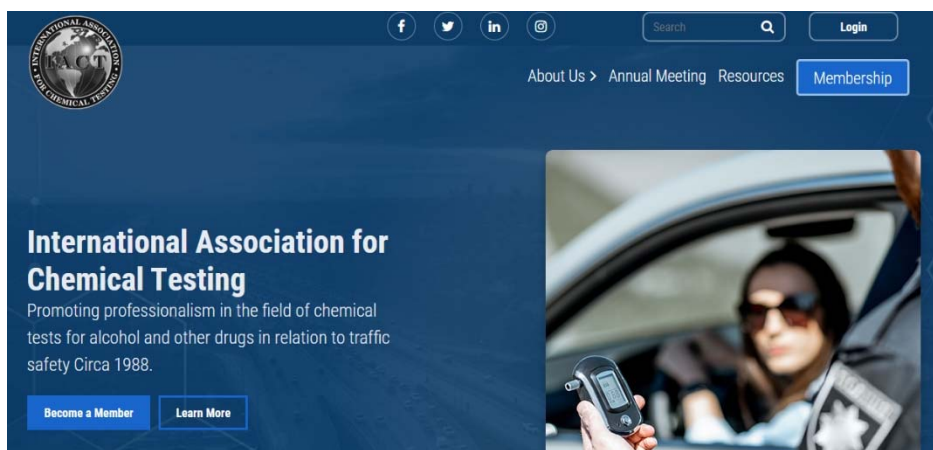 INTERNATIONAL ASSOCIATION
IACT
FOR CHEMICAL TESTING
Search
Login
About Us >
Annual Meeting
Resources
Membership
International Association for
Chemical Testing
Promoting professionalism in the field of chemical
tests for alcohol and other drugs in relation to traffic
safety Circa 1988.
Become a Member
Learn More